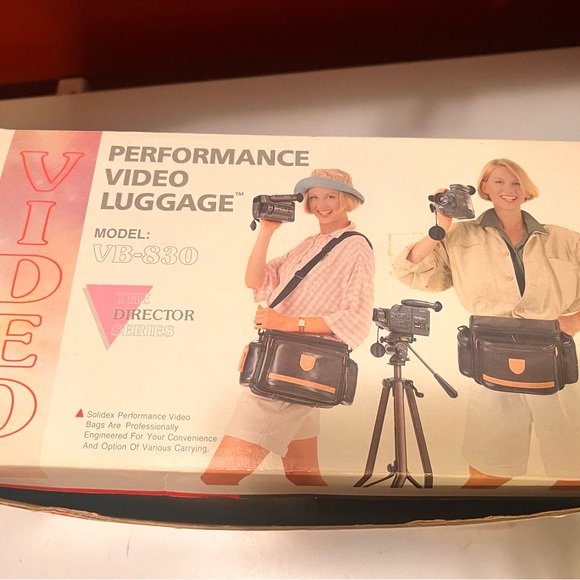 VIDEO
PERFORMANCE
VIDEO
LUGGAGE™
MODEL:
VB-830
THE
DIRECTOR
SERIES
Solidex Performance Video
Bags Are Professionally
Engineered For Your Convenience
And Option Of Various Carrying.